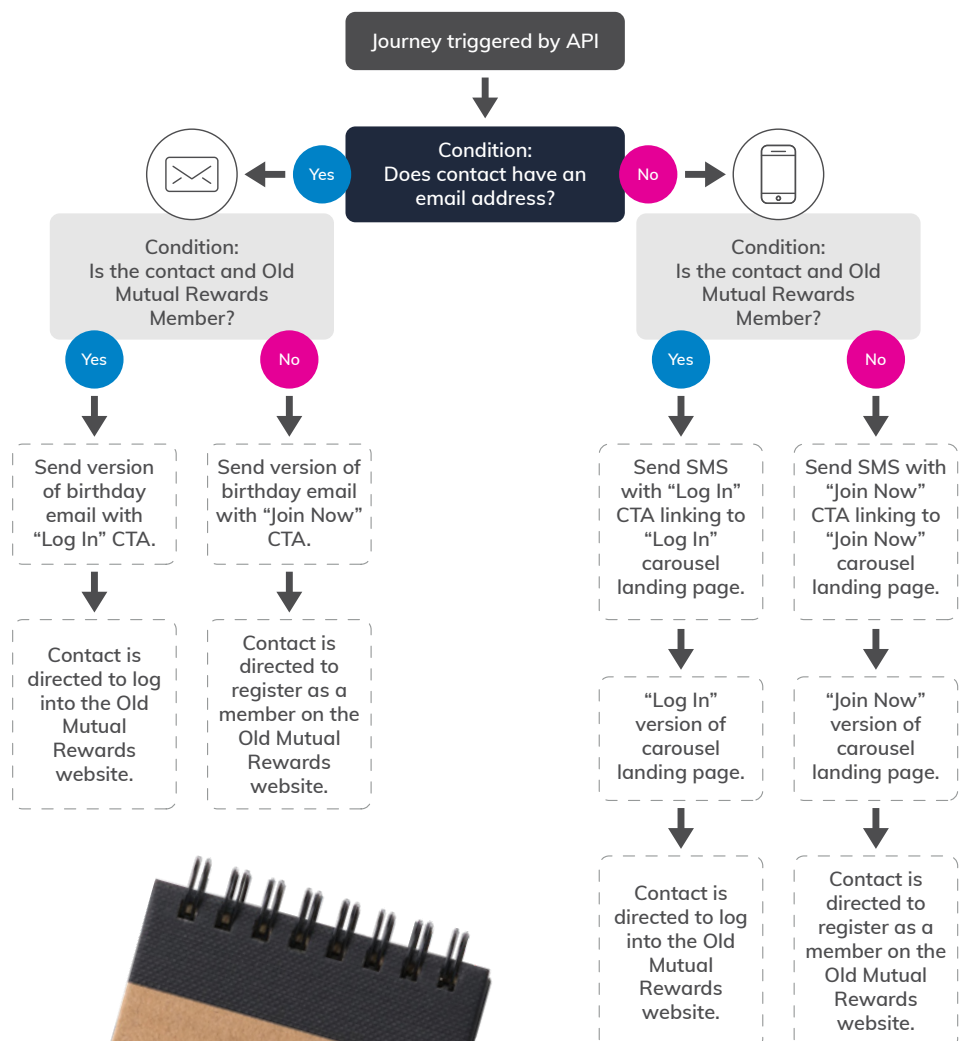 Journey triggered by API
Condition:
Does contact have an
email address?
Yes
No
Condition:
Is the contact and Old
Mutual Rewards
Member?
Yes
No
Send version
of birthday
email with
“Log In” CTA.
Contact is
directed to log
into the Old
Mutual
Rewards
website.
Send version of
birthday email
with “Join Now”
CTA.
Contact is
directed to
register as a
member on the
Old Mutual
Rewards
website.
Condition:
Is the contact and Old
Mutual Rewards
Member?
Yes
No
Send SMS
with “Log In”
CTA linking to
“Log In”
carousel
landing page.
“Log In”
version of
carousel
landing page.
Contact is
directed to log
into the Old
Mutual
Rewards
website.
Send SMS with
“Join Now”
CTA linking to
“Join Now”
carousel
landing page.
“Join Now”
version of
carousel
landing page.
Contact is
directed to
register as a
member on the
Old Mutual
Rewards
website.